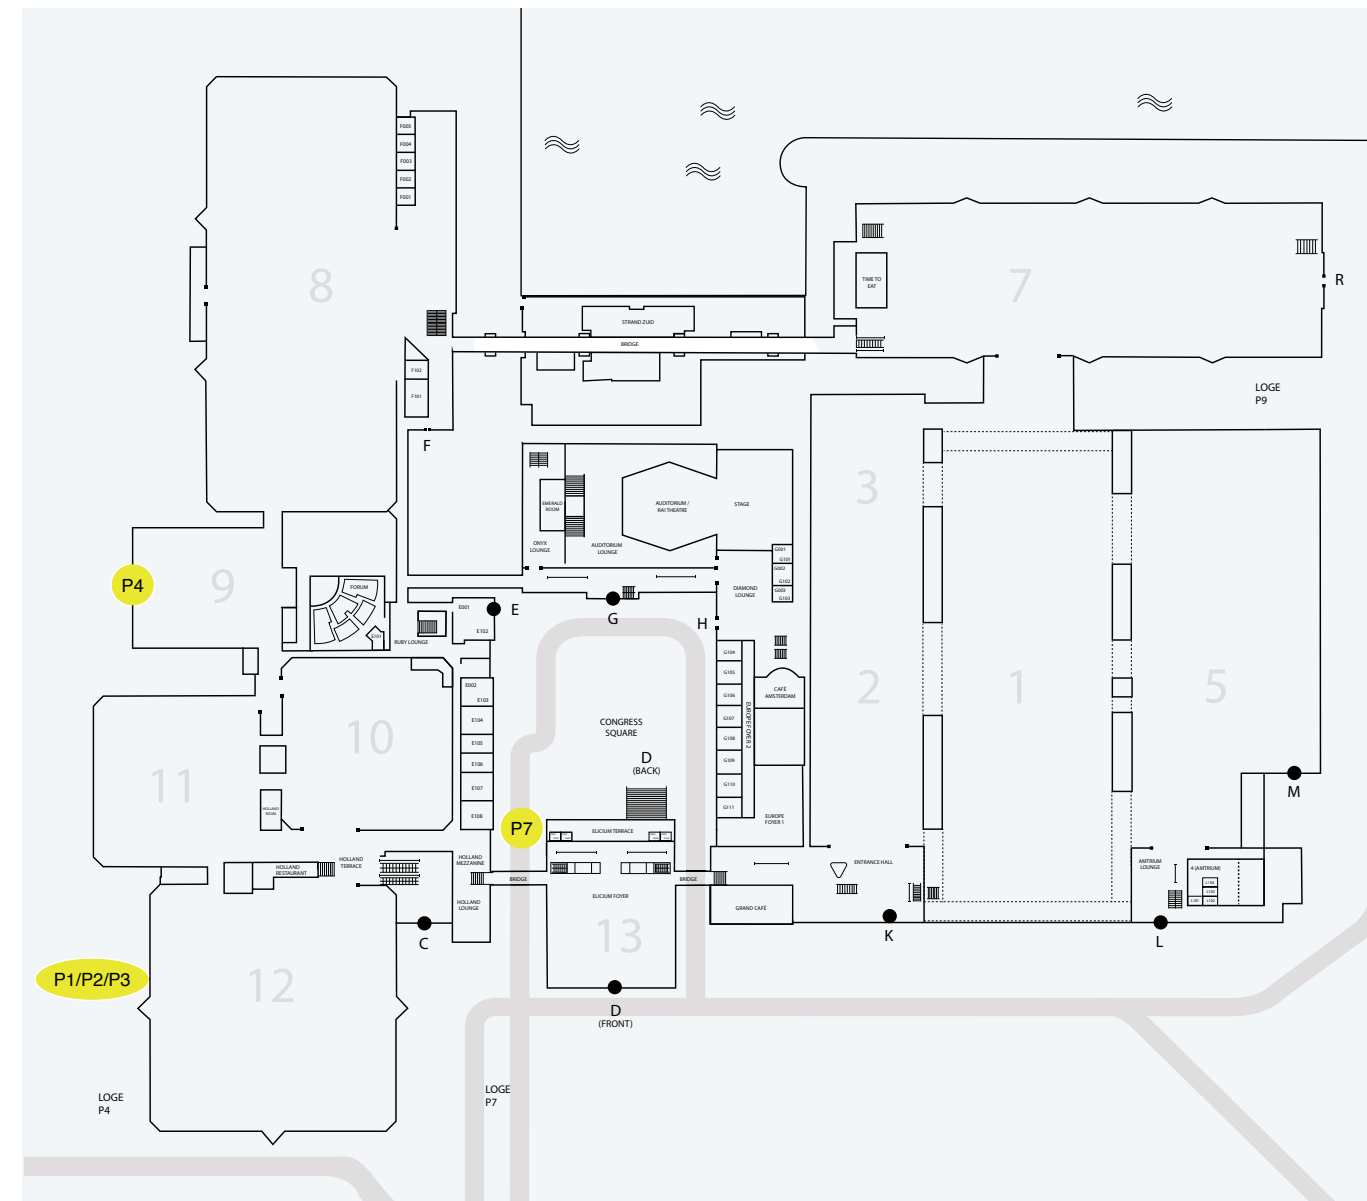 F005
F004
F003
F002
F001
8
TIME TO
EAT
7
R
STRAND ZUID
BRIDGE
F102
F101
LOGE
P9
F
3
EMERALD
ROOM
AUDITORIUM /
RAI THEATRE
STAGE
ONYX
LOUNGE
AUDITORIUM
LOUNGE
G001
G101
G002
G102
G003
G103
DIAMOND
LOUNGE
P4
9
FORUM
E101
RUBY LOUNGE
E001
E102
E
G
H
G104
G105
G106
G107
G108
G109
G110
G111
EUROPE FOYER 2
CAFÉ
AMSTERDAM
EUROPE
FOYER 1
2
1
5
E002
E103
E104
E105
E106
E107
E108
10
11
CONGRESS
SQUARE
D
(BACK)
M
HOLLAND
ROOM
P7
ELICIUM TERRACE
HOLLAND
RESTAURANT
HOLLAND
TERRACE
HOLLAND
MEZZANINE
BRIDGE
BRIDGE
ENTRANCE HALL
AMTRIUM
LOUNGE
4 (AMTRIUM)
L104
L103
L101
L102
HOLLAND
LOUNGE
ELICIUM FOYER
GRAND CAFÉ
13
C
K
L
P1/P2/P3
12
D
(FRONT)
LOGE
P4
LOGE
P7